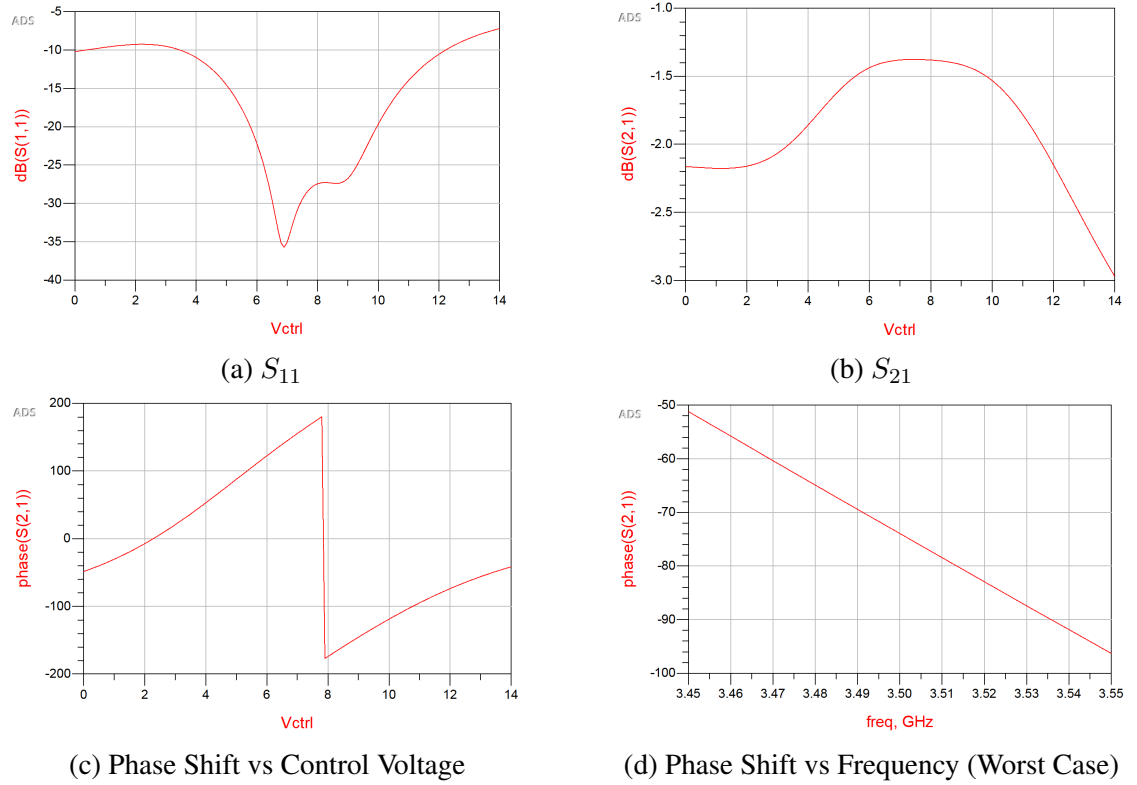 ADS
dB(S(1,1))
-5
-10
-15
-20
-25
-30
-35
-40
0 2 4 6 8 10 12 14
Vctrl
(a) S11
ADS
dB(S(2,1))
-1.0
-1.5
-2.0
-2.5
-3.0
0 2 4 6 8 10 12 14
Vctrl
(b) S21
ADS
phase(S(2,1))
200
100
0
-100
-200
0 2 4 6 8 10 12 14
Vctrl
(c) Phase Shift vs Control Voltage
ADS
phase(S(2,1))
-50
-60
-70
-80
-90
-100
3.45 3.46 3.47 3.48 3.49 3.50 3.51 3.52 3.53 3.54 3.55
freq, GHz
(d) Phase Shift vs Frequency (Worst Case)